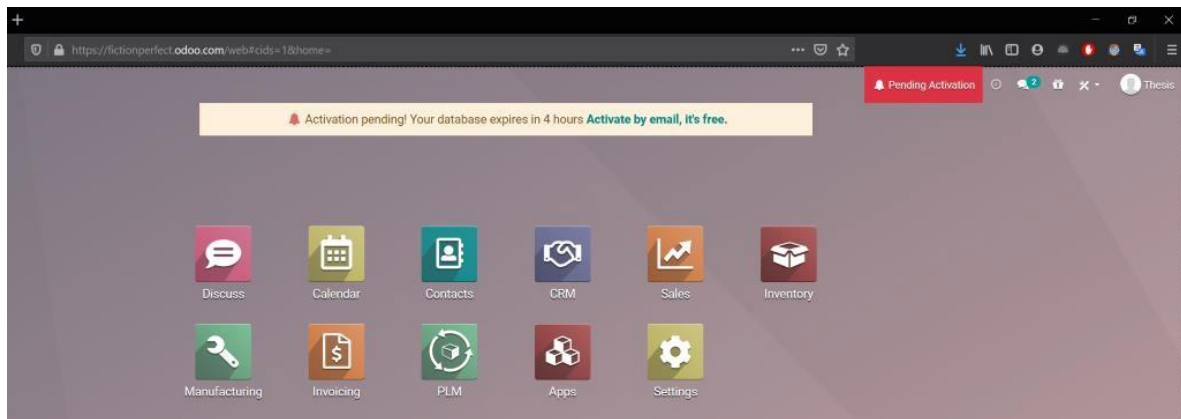 https://fictionperfect.odoo.com/web#cids=1&home=
Pending Activation 2 Thesis
Activation pending! Your database expires in 4 hours Activate by email, it's free.
Discuss Calendar Contacts CRM Sales Inventory
Manufacturing Invoicing PLM Apps Settings